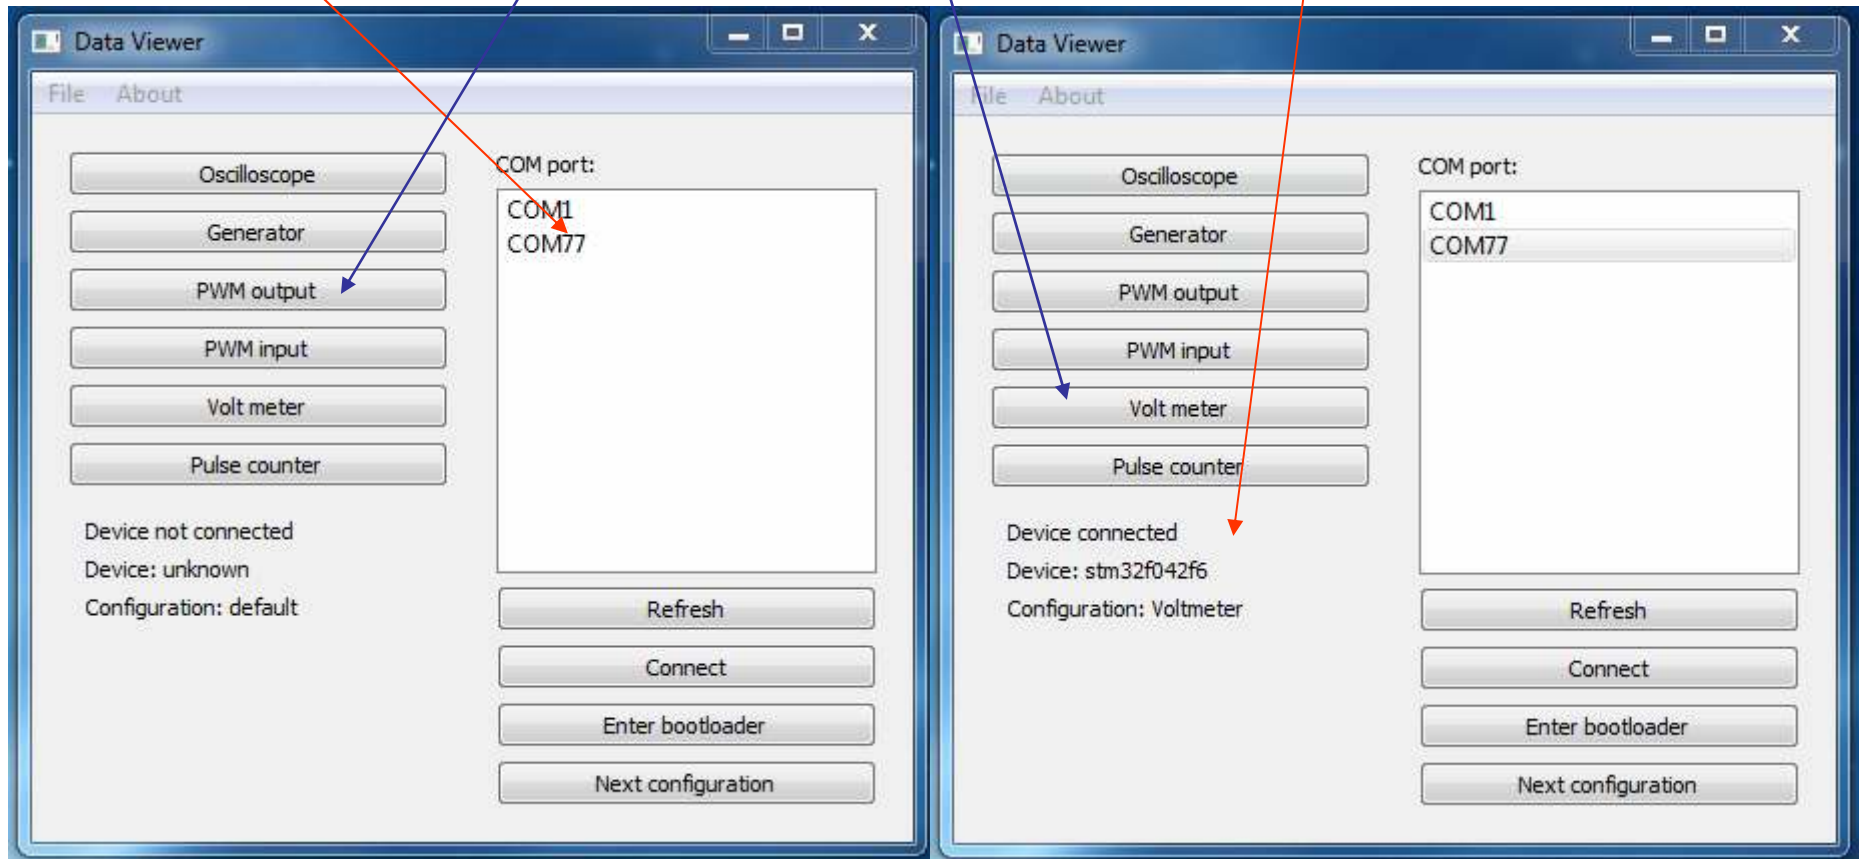 Data Viewer
File About
Oscilloscope
Generator
PWM output
PWM input
Volt meter
Pulse counter
Device not connected
Device: unknown
Configuration: default
COM port:
COM1
COM77
Refresh
Connect
Enter bootloader
Next configuration
Data Viewer
File About
Oscilloscope
Generator
PWM output
PWM input
Volt meter
Pulse counter
Device connected
Device: stm32f042f6
Configuration: Voltmeter
COM port:
COM1
COM77
Refresh
Connect
Enter bootloader
Next configuration